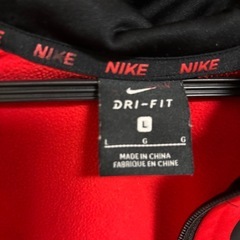 NIKE NIKE NIKE
DRI-FIT
L
L G G
MADE IN CHINA
FABRIQUÉ EN CHINE